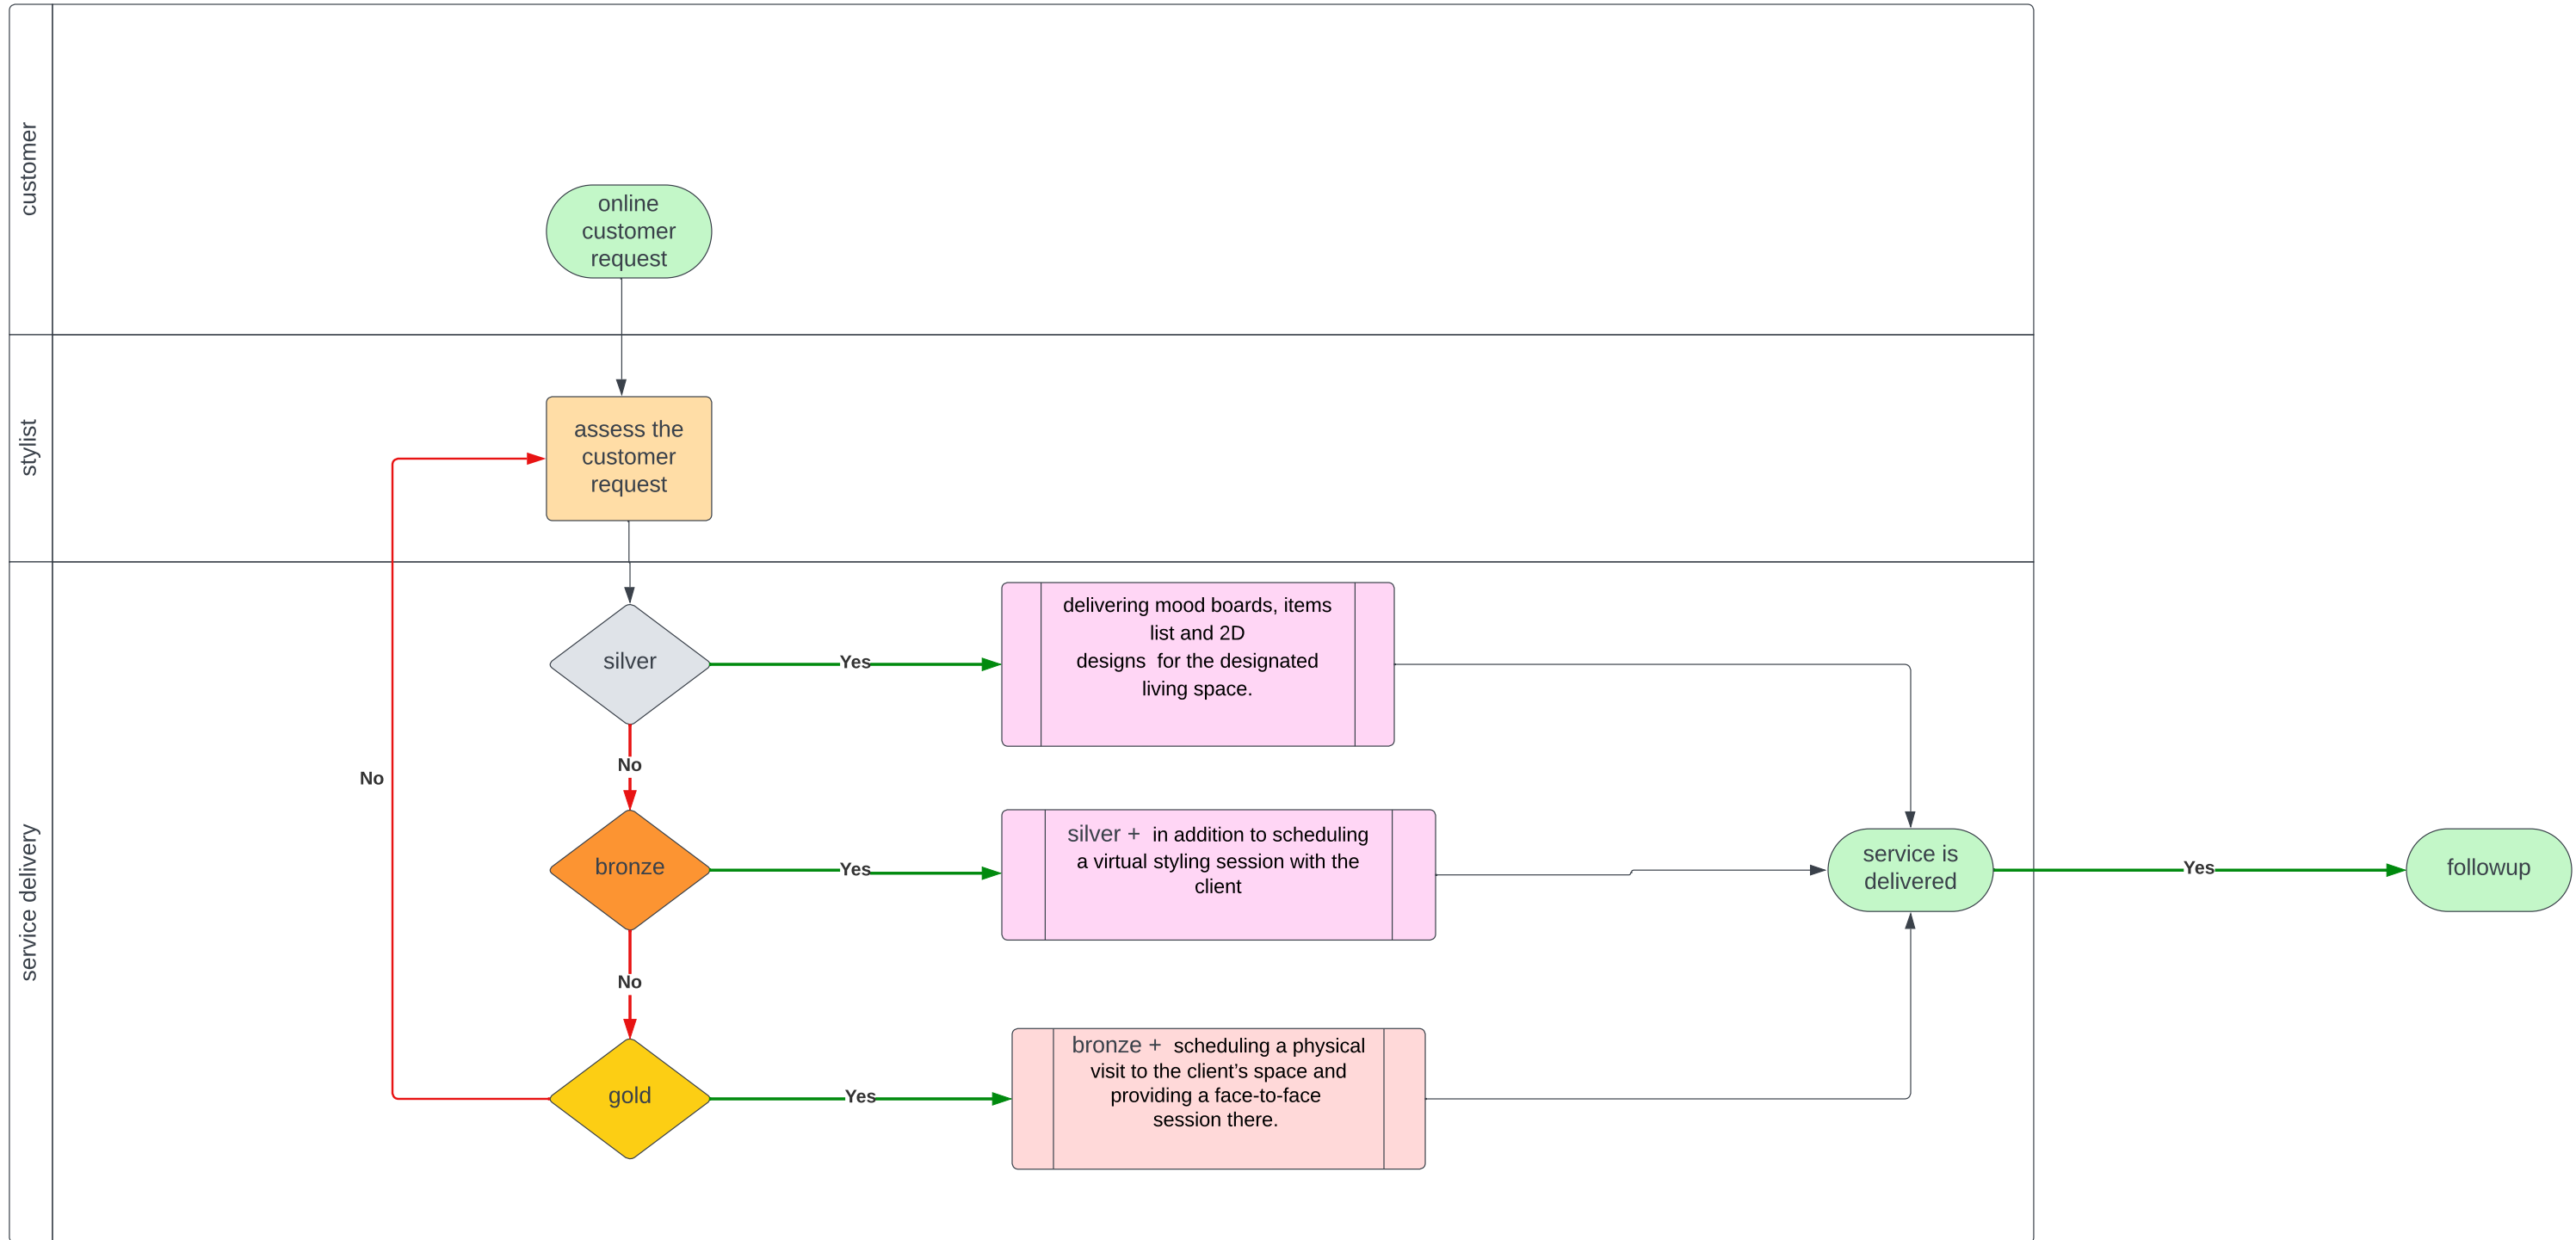 customer
online
customer
request
stylist
assess the
customer
request
service delivery
silver
Yes
delivering mood boards, items
list and 2D
designs  for the designated
living space.
No
No
bronze
Yes
silver +  in addition to scheduling
a virtual styling session with the
client
service is
delivered
Yes
followup
No
gold
Yes
bronze +  scheduling a physical
visit to the client’s space and
providing a face-to-face
session there.